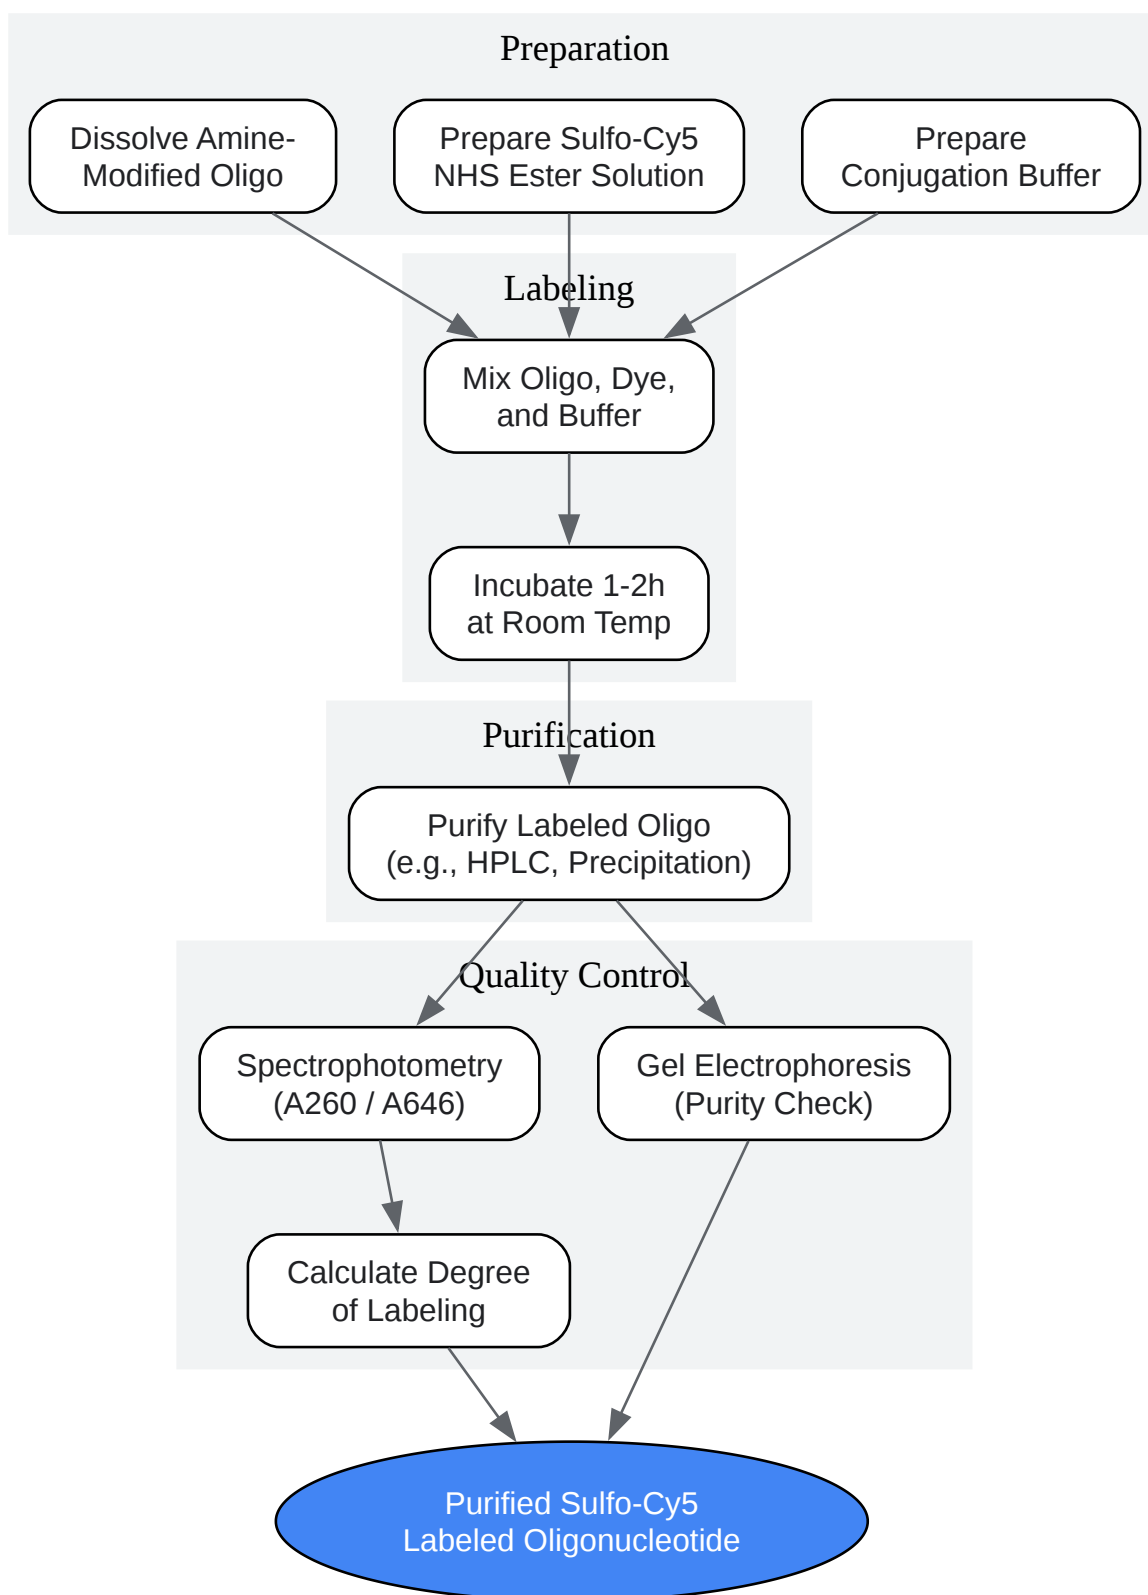 Preparation
Dissolve Amine-
Modified Oligo
Prepare Sulfo-Cy5
NHS Ester Solution
Prepare
Conjugation Buffer
Labeling
Mix Oligo, Dye,
and Buffer
Incubate 1-2h
at Room Temp
Purification
Purify Labeled Oligo
(e.g., HPLC, Precipitation)
Quality Control
Spectrophotometry
(A260 / A646)
Gel Electrophoresis
(Purity Check)
Calculate Degree
of Labeling
Purified Sulfo-Cy5
Labeled Oligonucleotide